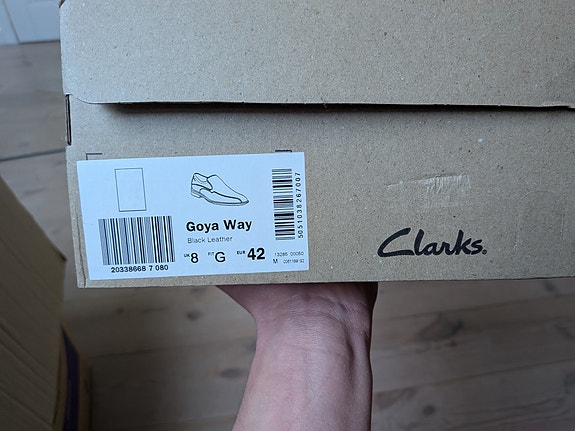 Goya Way
Black Leather
UK 8 FIT G EUR 42
20338668 7 080
5051038267007
13285 00050
M
Clarks.